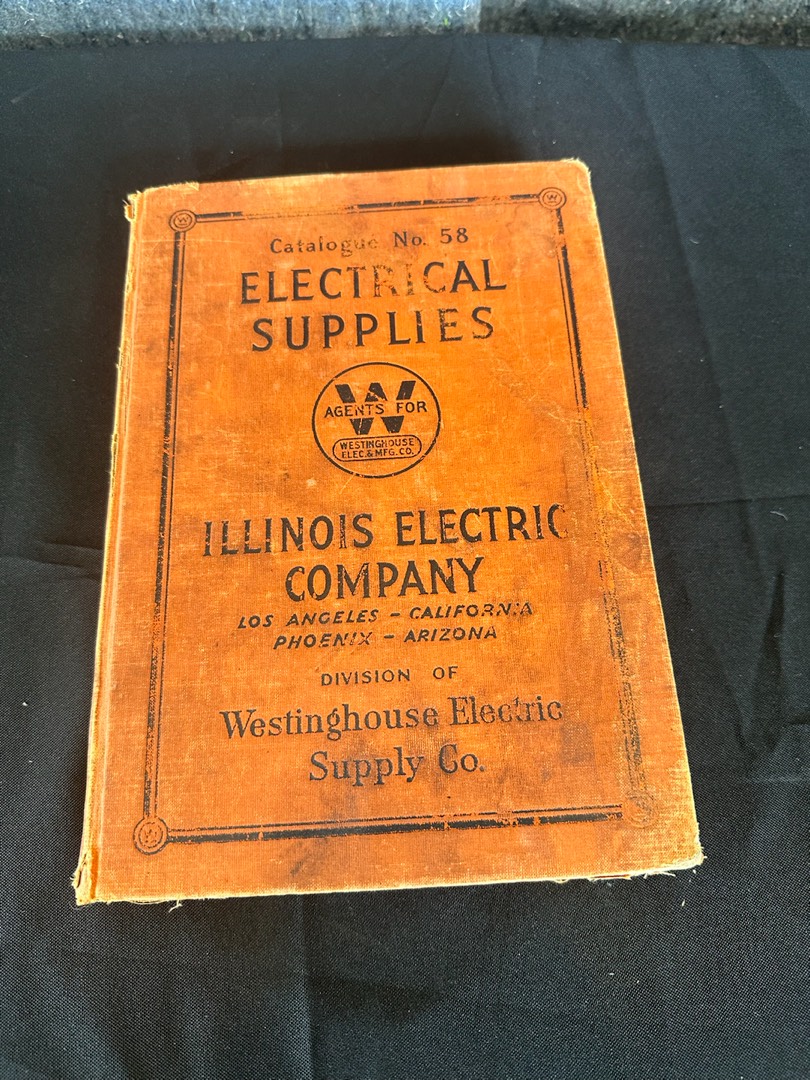 Catalogue No. 58
ELECTRICAL
SUPPLIES
W
AGENTS FOR
WESTINGHOUSE
ELEC. & MFG. CO.
ILLINOIS ELECTRIC
COMPANY
LOS ANGELES – CALIFORNIA
PHOENIX – ARIZONA
DIVISION OF
Westinghouse Electric
Supply Co.